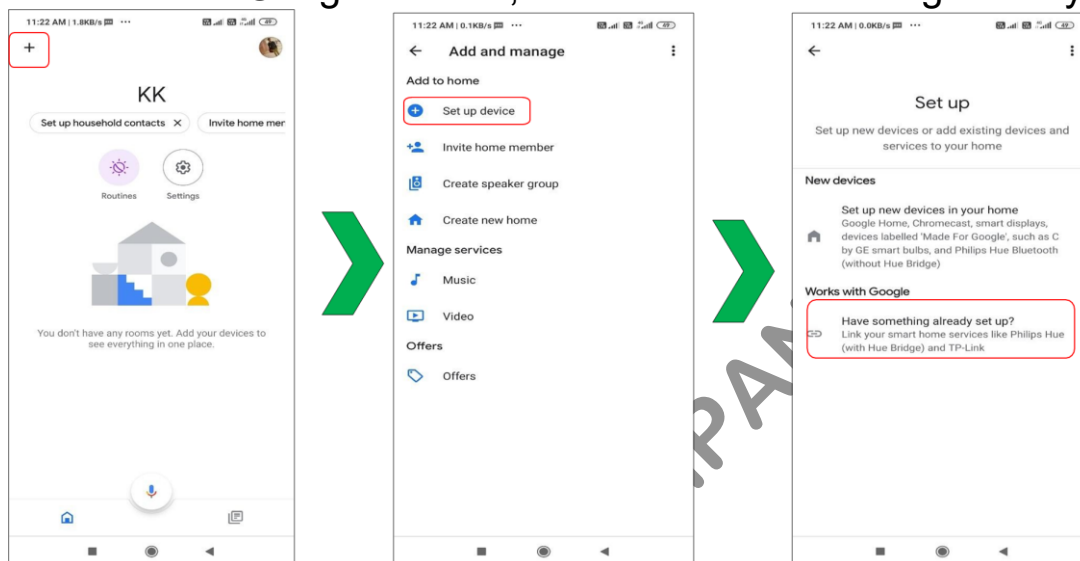 11:22 AM | 1.8KB/s ···
49
+
KK
Set up household contacts X
Invite home mer
Routines
Settings
You don't have any rooms yet. Add your devices to
see everything in one place.
11:22 AM | 0.1KB/s ···
49
Add and manage
Add to home
Set up device
Invite home member
Create speaker group
Create new home
Manage services
Music
Video
Offers
Offers
11:22 AM | 0.0KB/s ···
49
Set up
Set up new devices or add existing devices and
services to your home
New devices
Set up new devices in your home
Google Home, Chromecast, smart displays,
devices labelled 'Made For Google', such as C
by GE smart bulbs, and Philips Hue Bluetooth
(without Hue Bridge)
Works with Google
Have something already set up?
Link your smart home services like Philips Hue
(with Hue Bridge) and TP-Link